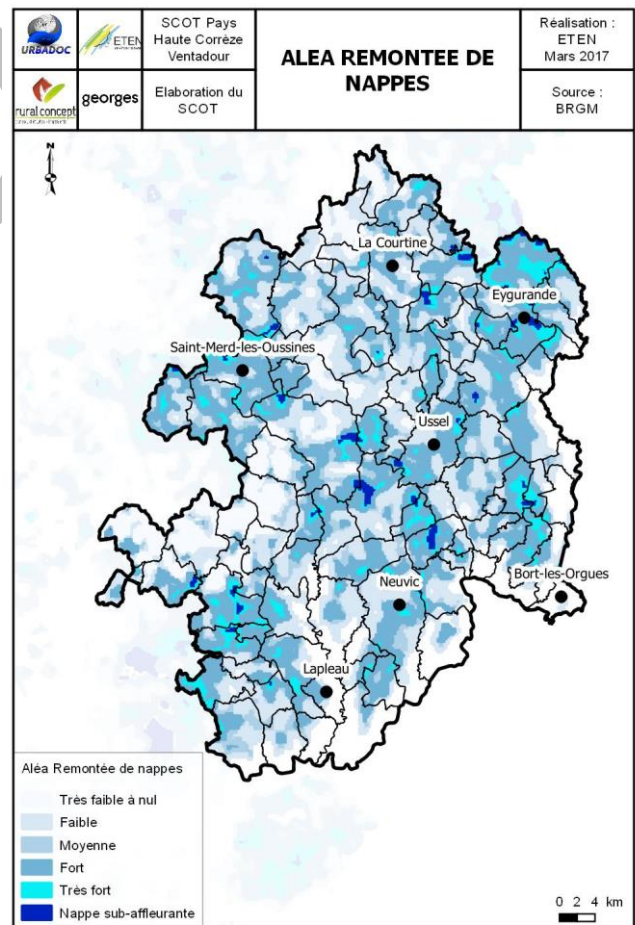 URBADOC
ETEN
SCOT Pays
Haute Corrèze
Ventadour
ALEA REMONTEE DE
NAPPES
Réalisation :
ETEN
Mars 2017
rural concept
georges
Elaboration du
SCOT
Source :
BRGM
N
La Courtine
Eygurande
Saint-Merd-les-Oussines
Ussel
Bort-les-Orgues
Neuvic
Lapleau
Aléa Remontée de nappes
Très faible à nul
Faible
Moyenne
Fort
Très fort
Nappe sub-affleurante
0 2 4 km